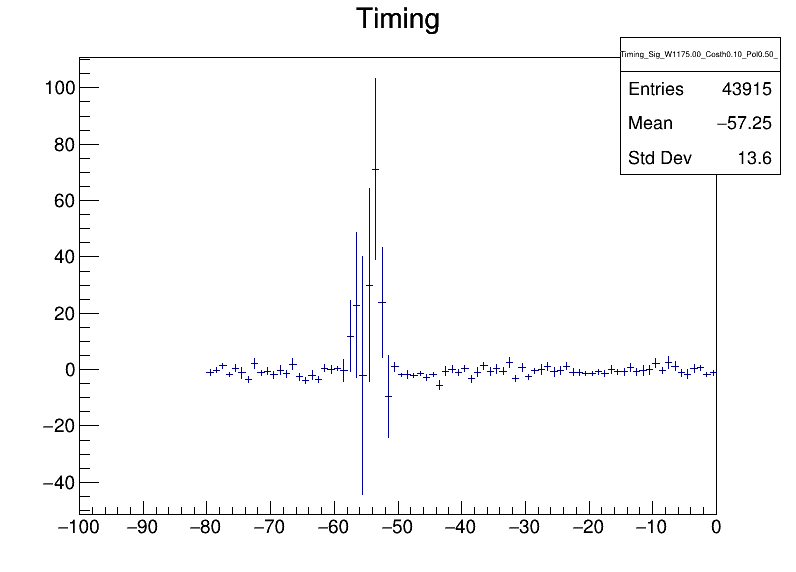 Timing
Timing_Sig_W1175.00_Costh0.10_Pol0.50_
Entries 43915
Mean −57.25
Std Dev 13.6
100
80
60
40
20
0
−20
−40
−100 −90 −80 −70 −60 −50 −40 −30 −20 −10 0